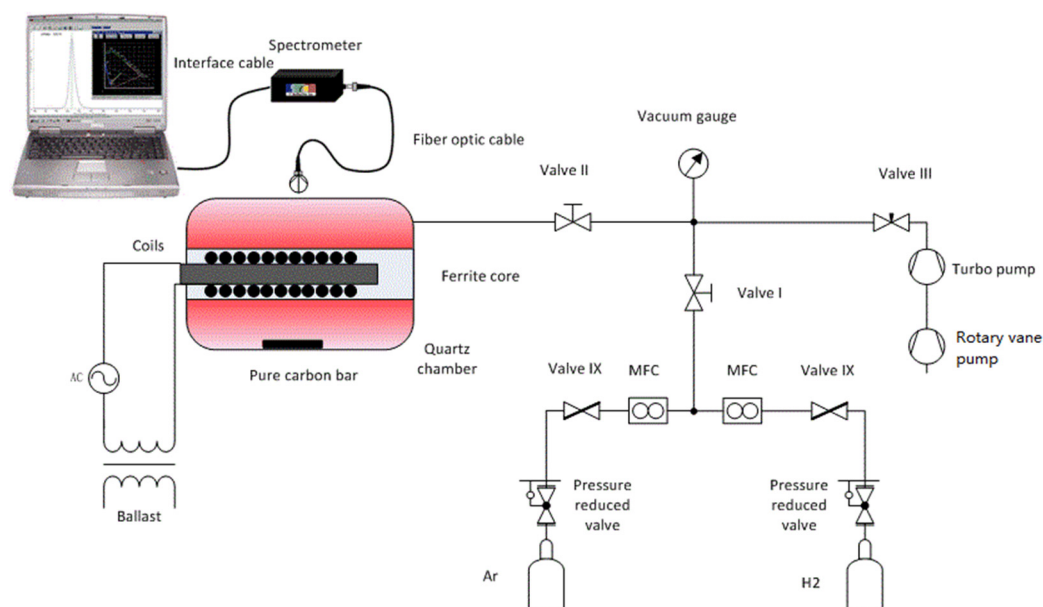 Spectrometer
Interface cable
Fiber optic cable
Vacuum gauge
Valve II
Valve III
Coils
Ferrite core
Turbo pump
Valve I
Rotary vane
pump
Quartz
chamber
Pure carbon bar
AC
Valve IX
MFC
MFC
Valve IX
Ballast
Pressure
reduced
valve
Pressure
reduced
valve
Ar
H2